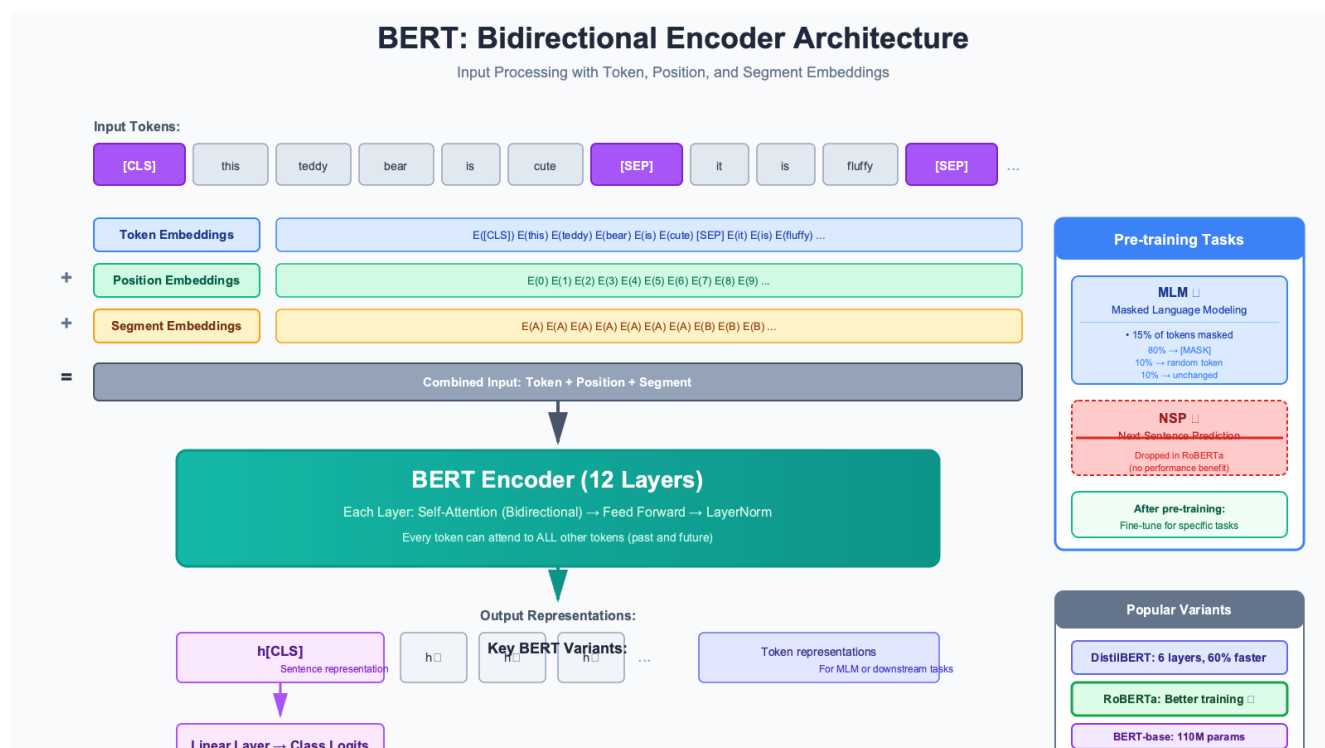 BERT: Bidirectional Encoder Architecture
Input Processing with Token, Position, and Segment Embeddings
Input Tokens:
[CLS] this teddy bear is cute [SEP] it is fluffy [SEP] ...
Token Embeddings
E([CLS]) E(this) E(teddy) E(bear) E(is) E(cute) [SEP] E(it) E(is) E(fluffy) ...
+ Position Embeddings
E(0) E(1) E(2) E(3) E(4) E(5) E(6) E(7) E(8) E(9) ...
+ Segment Embeddings
E(A) E(A) E(A) E(A) E(A) E(A) E(A) E(B) E(B) E(B) ...
= Combined Input: Token + Position + Segment
BERT Encoder (12 Layers)
Each Layer: Self-Attention (Bidirectional) → Feed Forward → LayerNorm
Every token can attend to ALL other tokens (past and future)
Output Representations:
h[CLS]
Sentence representation
h□ h□ h□ ...
Key BERT Variants:
Token representations
For MLM or downstream tasks
Linear Layer → Class Logits
Pre-training Tasks
MLM □
Masked Language Modeling
• 15% of tokens masked
80% → [MASK]
10% → random token
10% → unchanged
NSP □
Next Sentence Prediction
Dropped in RoBERTa
(no performance benefit)
After pre-training:
Fine-tune for specific tasks
Popular Variants
DistilBERT: 6 layers, 60% faster
RoBERTa: Better training □
BERT-base: 110M params